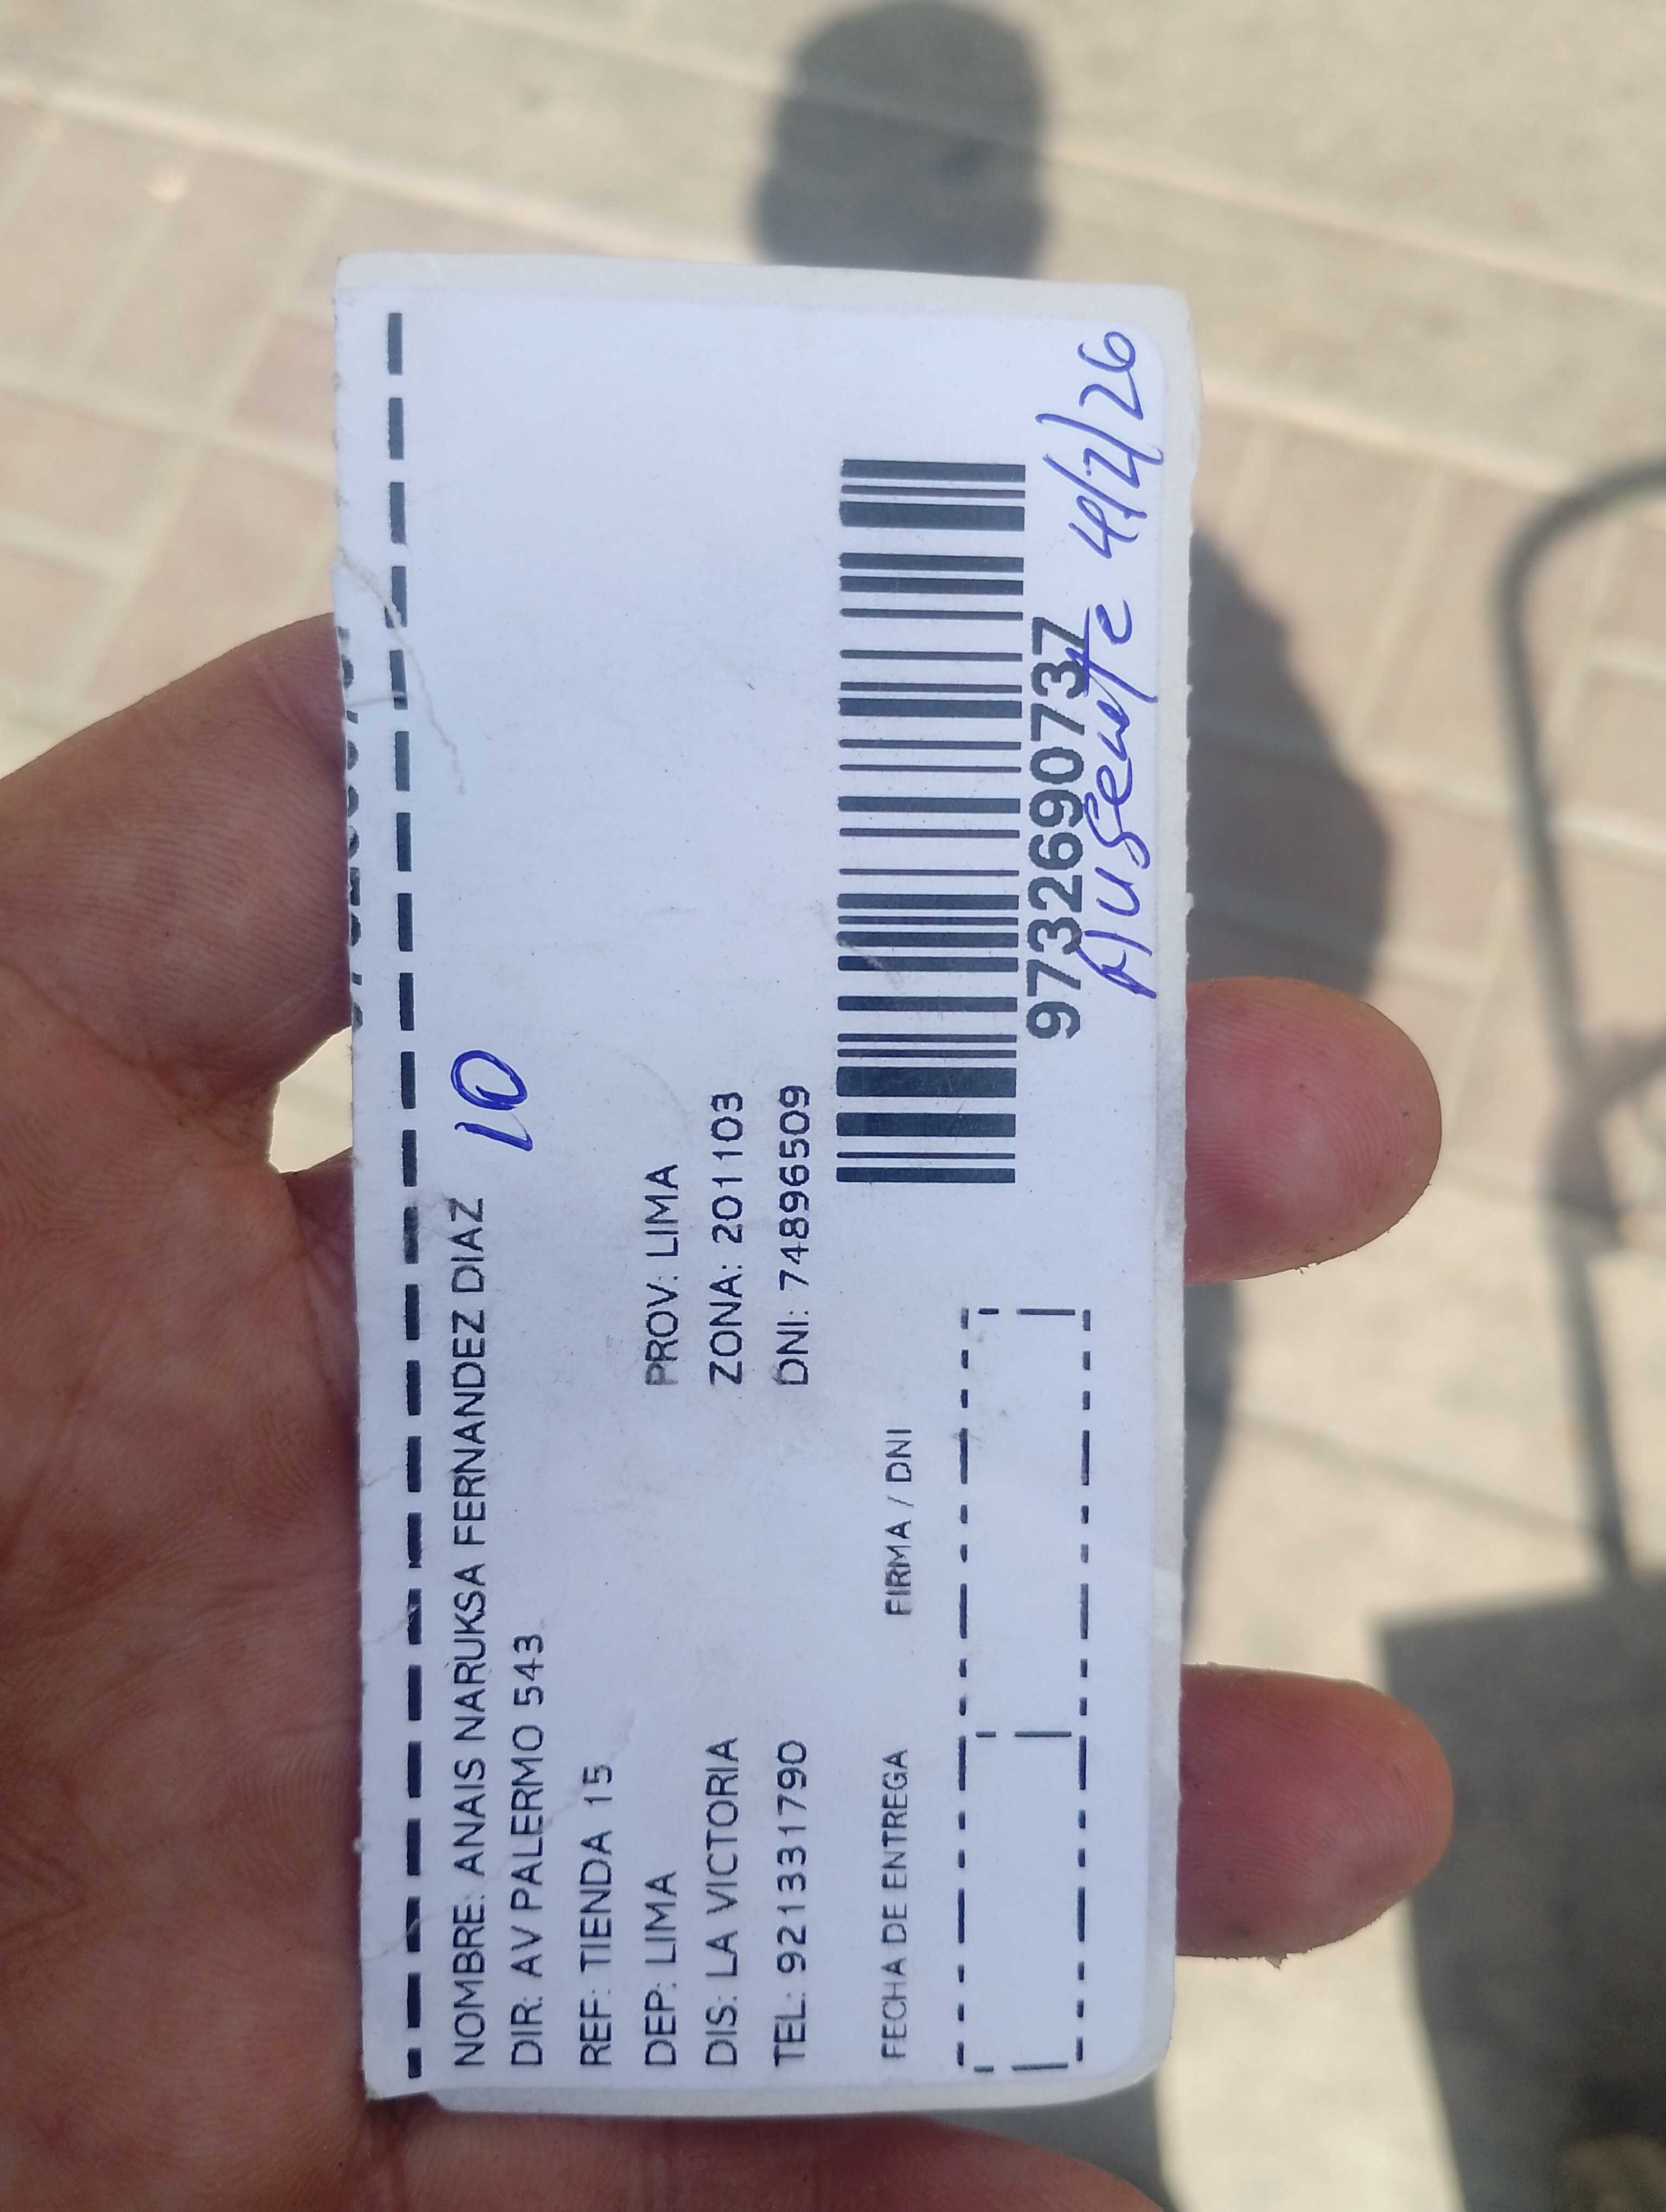 NOMBRE: ANAIS NARUKSA FERNANDEZ DIAZ
10
DIR: AV PALERMO 543
REF: TIENDA 15
DEP: LIMA PROV: LIMA
DIS: LA VICTORIA ZONA: 201103
TEL: 921331790 DNI: 74896509
FECHA DE ENTREGA FIRMA / DNI
9732690737
Ausente 4/2/26